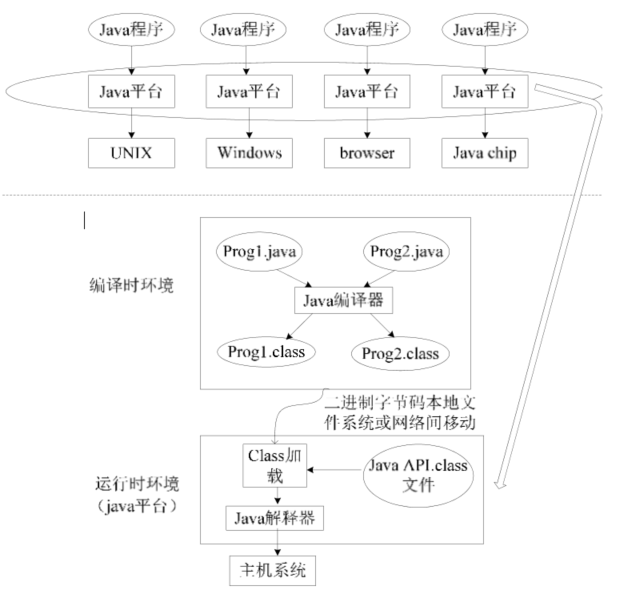 Java程序
Java程序
Java程序
Java程序
Java平台
Java平台
Java平台
Java平台
UNIX
Windows
browser
Java chip
编译时环境
Prog1.java
Prog2.java
Java编译器
Prog1.class
Prog2.class
二进制字节码本地文
件系统或网络间移动
运行时环境
（java平台）
Class加
载
Java API.class
文件
Java解释器
主机系统